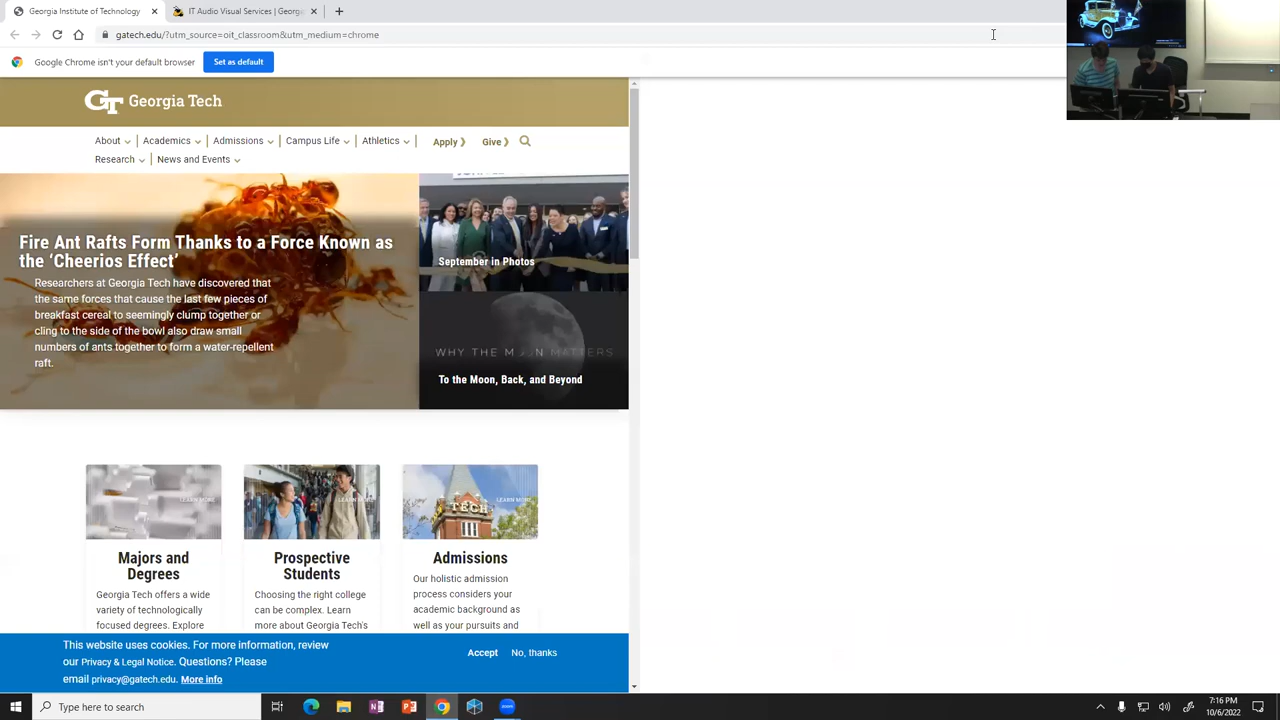 Georgia Institute of Technology
IT Audio Visual Services | Georgi
gatech.edu/?utm_source=oit_classroom&utm_medium=chrome
Google Chrome isn't your default browser
Set as default
GT Georgia Tech
About
Academics
Admissions
Campus Life
Athletics
Apply
Give
Research
News and Events
Fire Ant Rafts Form Thanks to a Force Known as
the ‘Cheerios Effect’
Researchers at Georgia Tech have discovered that
the same forces that cause the last few pieces of
breakfast cereal to seemingly clump together or
cling to the side of the bowl also draw small
numbers of ants together to form a water-repellent
raft.
September in Photos
WHY THE MOON MATTERS
To the Moon, Back, and Beyond
LEARN MORE
LEARN MORE
TECH
LEARN MORE
Majors and
Degrees
Georgia Tech offers a wide
variety of technologically
focused degrees. Explore
Prospective
Students
Choosing the right college
can be complex. Learn
more about Georgia Tech's
Admissions
Our holistic admission
process considers your
academic background as
well as your pursuits and
This website uses cookies. For more information, review
our Privacy & Legal Notice. Questions? Please
email privacy@gatech.edu. More info
Accept
No, thanks
Type here to search
zoom
7:16 PM
10/6/2022